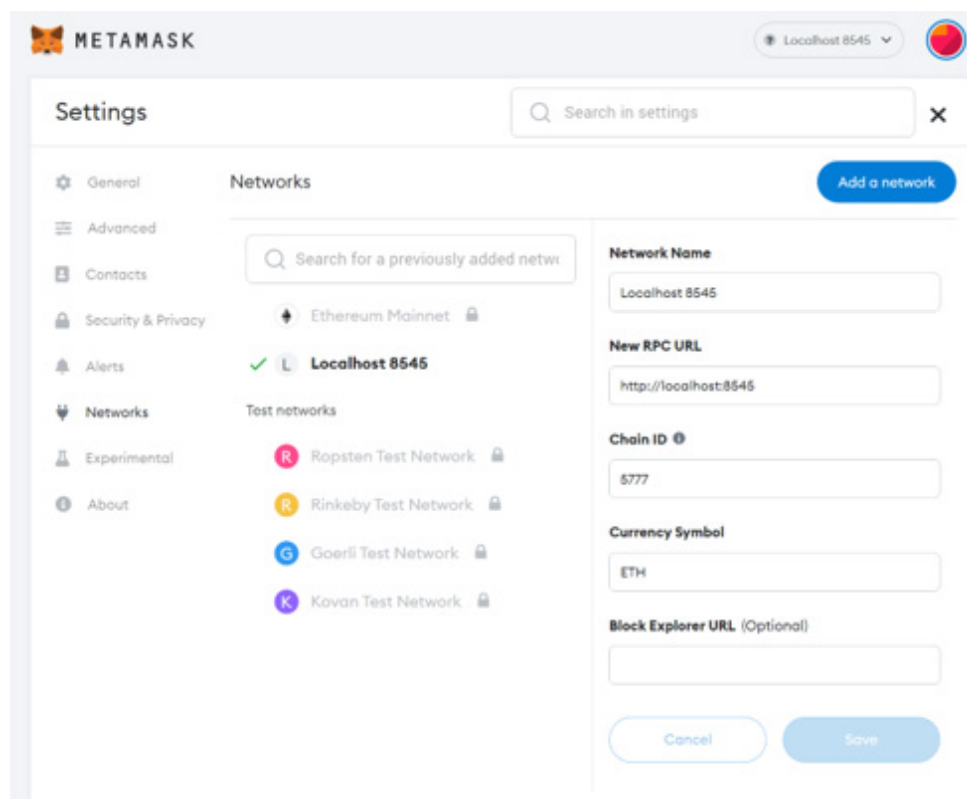 METAMASK
Localhost 8545
Settings
Search in settings
General
Advanced
Contacts
Security & Privacy
Alerts
Networks
Experimental
About
Networks
Add a network
Search for a previously added netw
Ethereum Mainnet
L Localhost 8545
Test networks
R Ropsten Test Network
R Rinkeby Test Network
G Goerli Test Network
K Kovan Test Network
Network Name
Localhost 8545
New RPC URL
http://localhost:8545
Chain ID
5777
Currency Symbol
ETH
Block Explorer URL (Optional)
Cancel
Save